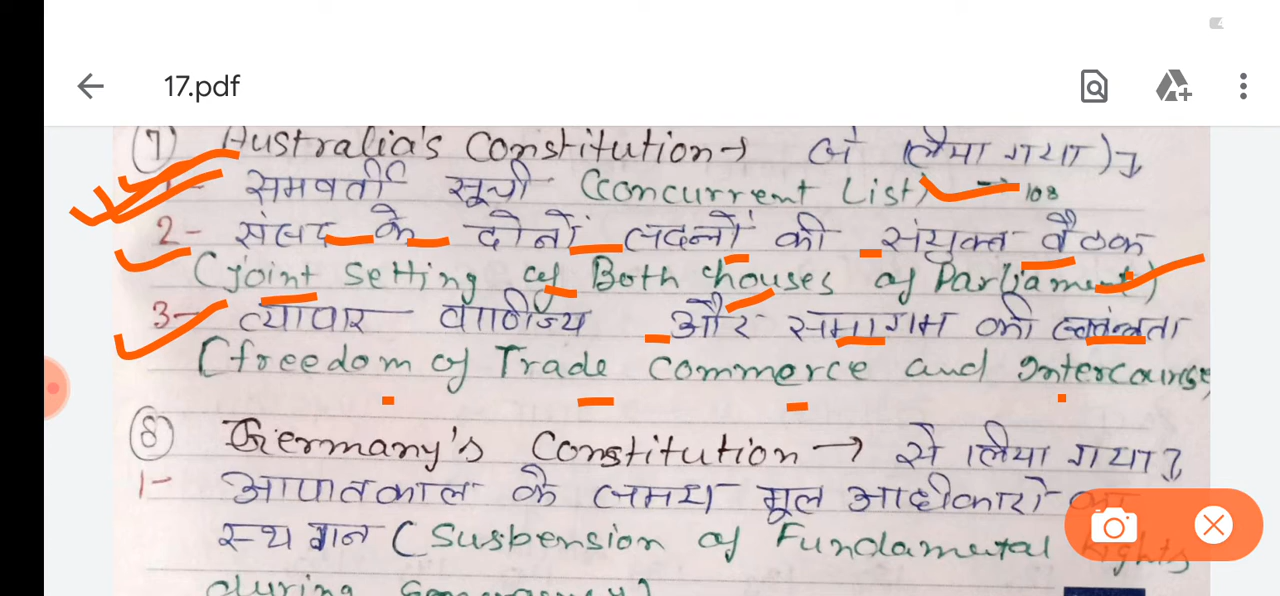 17.pdf
(7) Australia's Constitution → से लिया गया)
1- समवर्ती सूची (Concurrent List) → 108
2- संसद के दोनों सदनों की संयुक्त बैठक
(joint Setting of Both houses of Parliament)
3- व्यापार वाणिज्य और समागम की स्वतंन्त्रता
(freedom of Trade Commerce and Intercourse,
(8) Germany's Constitution → से लिया गया
1- आपातकाल के समय मूल अधीकारो का
स्थ गन (Suspension of Fundamental Rights
during